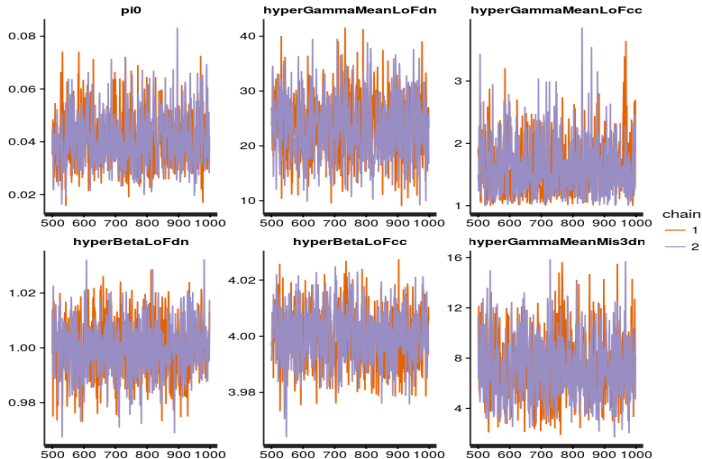 pi0 hyperGammaMeanLoFdn hyperGammaMeanLoFcc
0.08
0.06
0.04
0.02
500 600 700 800 900 1000
40
30
20
10
500 600 700 800 900 1000
3
2
1
500 600 700 800 900 1000
chain
1
2
hyperBetaLoFdn hyperBetaLoFcc hyperGammaMeanMis3dn
1.02
1.00
0.98
500 600 700 800 900 1000
4.02
4.00
3.98
500 600 700 800 900 1000
16
12
8
4
500 600 700 800 900 1000